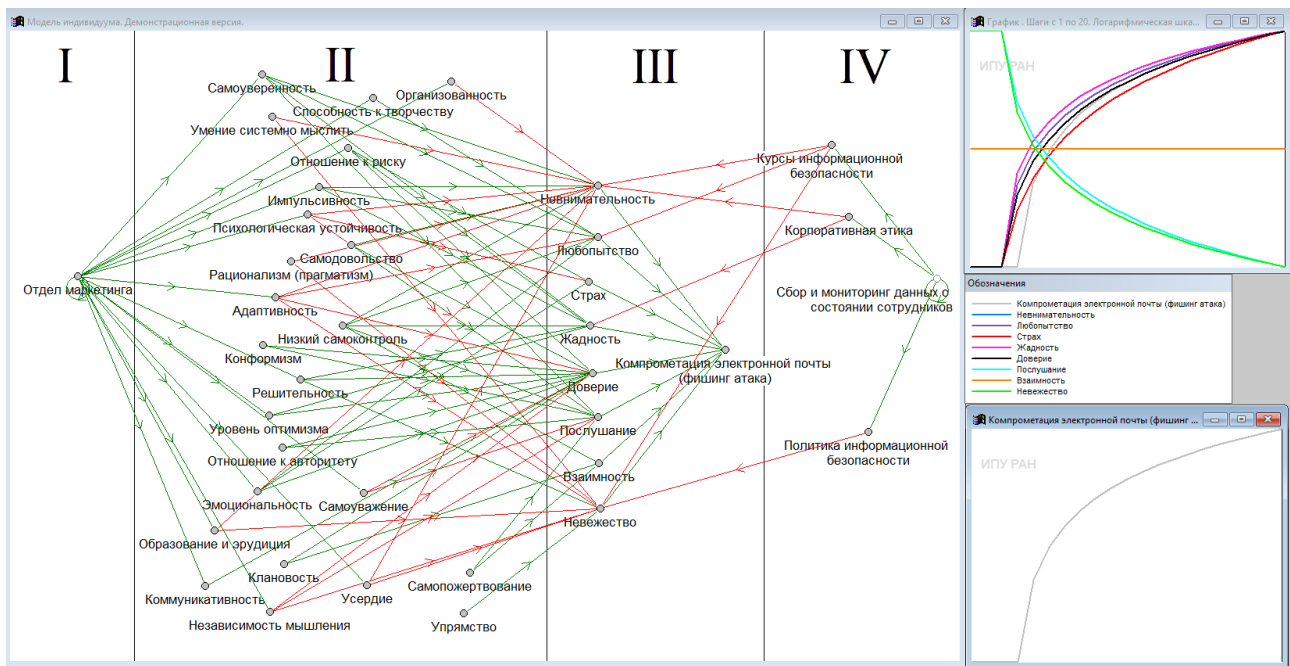 Модель индивидуума. Демонстрационная версия.
I
II
III
IV
Самоуверенность
Организованность
Способность к творчеству
Умение системно мыслить
Отношение к риску
Курсы информационной
безопасности
Импульсивность
Невнимательность
Психологическая устойчивость
Корпоративная этика
Самодовольство
Любопытство
Рационализм (прагматизм)
Отдел маркетинга
Сбор и мониторинг данных о
состоянии сотрудников
Страх
Адаптивность
Низкий самоконтроль
Жадность
Конформизм
Компрометация электронной почты
(фишинг атака)
Решительность
Доверие
Уровень оптимизма
Послушание
Политика информационной
безопасности
Отношение к авторитету
Взаимность
Эмоциональность
Самоуважение
Невежество
Образование и эрудиция
Клановость
Самопожертвование
Коммуникативность
Усердие
Независимость мышления
Упрямство
График . Шаги с 1 по 20. Логарифмическая шка...
ИПУ РАН
Обозначения
Компрометация электронной почты (фишинг атака)
Невнимательность
Любопытство
Страх
Жадность
Доверие
Послушание
Взаимность
Невежество
Компрометация электронной почты (фишинг ...
ИПУ РАН